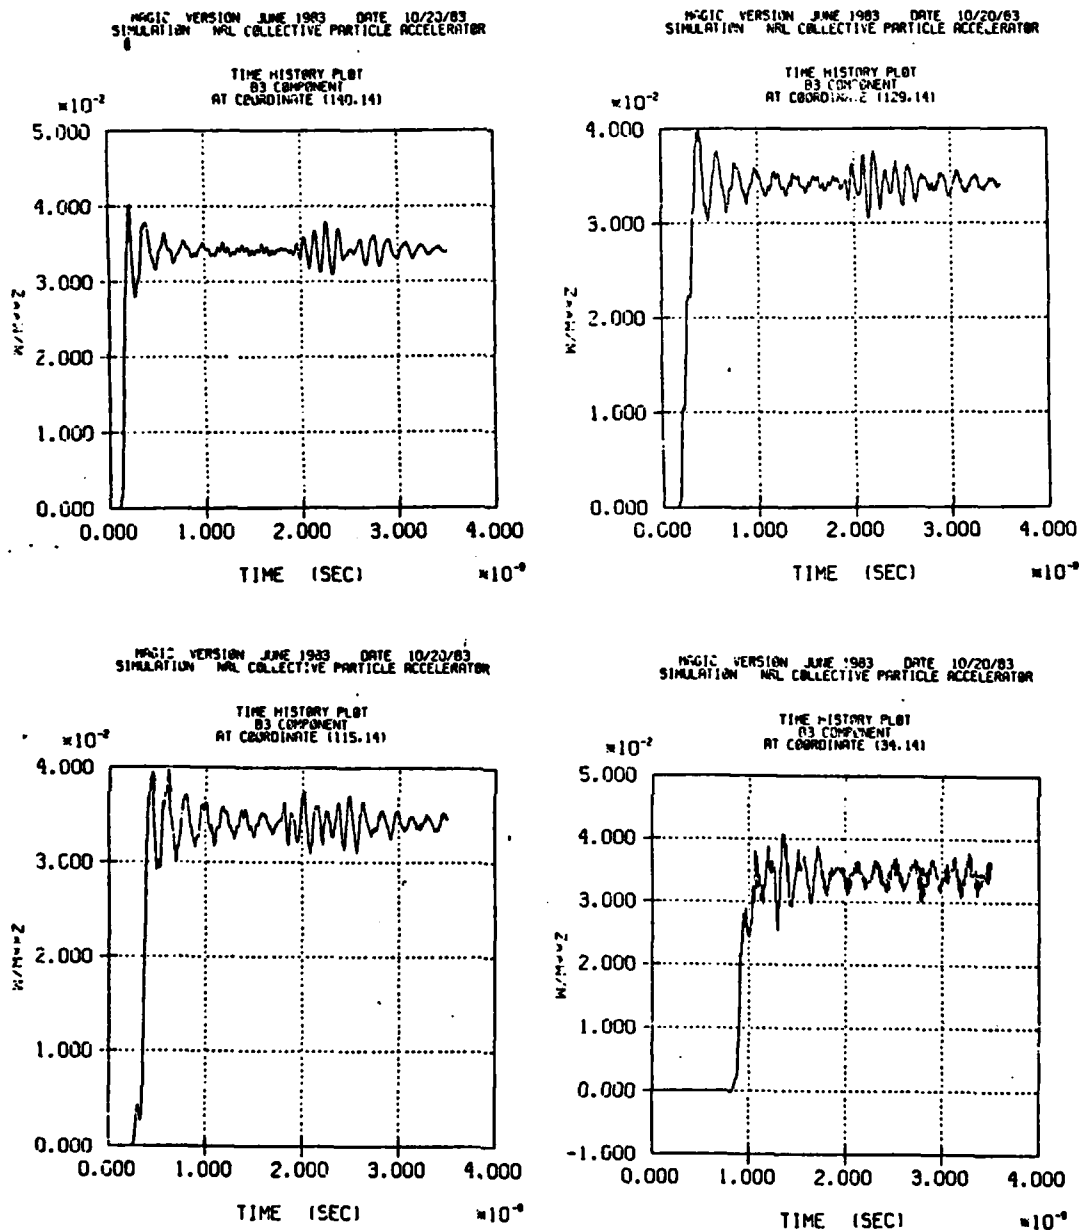 MAGIC VERSION JUNE 1983 DATE 10/20/83
SIMULATION NRL COLLECTIVE PARTICLE ACCELERATOR
TIME HISTORY PLOT
B3 COMPONENT
AT COORDINATE (140.14)
×10⁻²
5.000
4.000
3.000
2.000
1.000
0.000
W/M**2
0.000 1.000 2.000 3.000 4.000
TIME (SEC) ×10⁻⁹
MAGIC VERSION JUNE 1983 DATE 10/20/83
SIMULATION NRL COLLECTIVE PARTICLE ACCELERATOR
TIME HISTORY PLOT
B3 COMPONENT
AT COORDINATE (129.14)
×10⁻²
4.000
3.000
2.000
1.000
0.000
W/M**2
0.000 1.000 2.000 3.000 4.000
TIME (SEC) ×10⁻⁹
MAGIC VERSION JUNE 1983 DATE 10/20/83
SIMULATION NRL COLLECTIVE PARTICLE ACCELERATOR
TIME HISTORY PLOT
B3 COMPONENT
AT COORDINATE (115.14)
×10⁻²
4.000
3.000
2.000
1.000
0.000
W/M**2
0.000 1.000 2.000 3.000 4.000
TIME (SEC) ×10⁻⁹
MAGIC VERSION JUNE 1983 DATE 10/20/83
SIMULATION NRL COLLECTIVE PARTICLE ACCELERATOR
TIME HISTORY PLOT
B3 COMPONENT
AT COORDINATE (34.14)
×10⁻²
5.000
4.000
3.000
2.000
1.000
0.000
-1.000
W/M**2
0.000 1.000 2.000 3.000 4.000
TIME (SEC) ×10⁻⁹